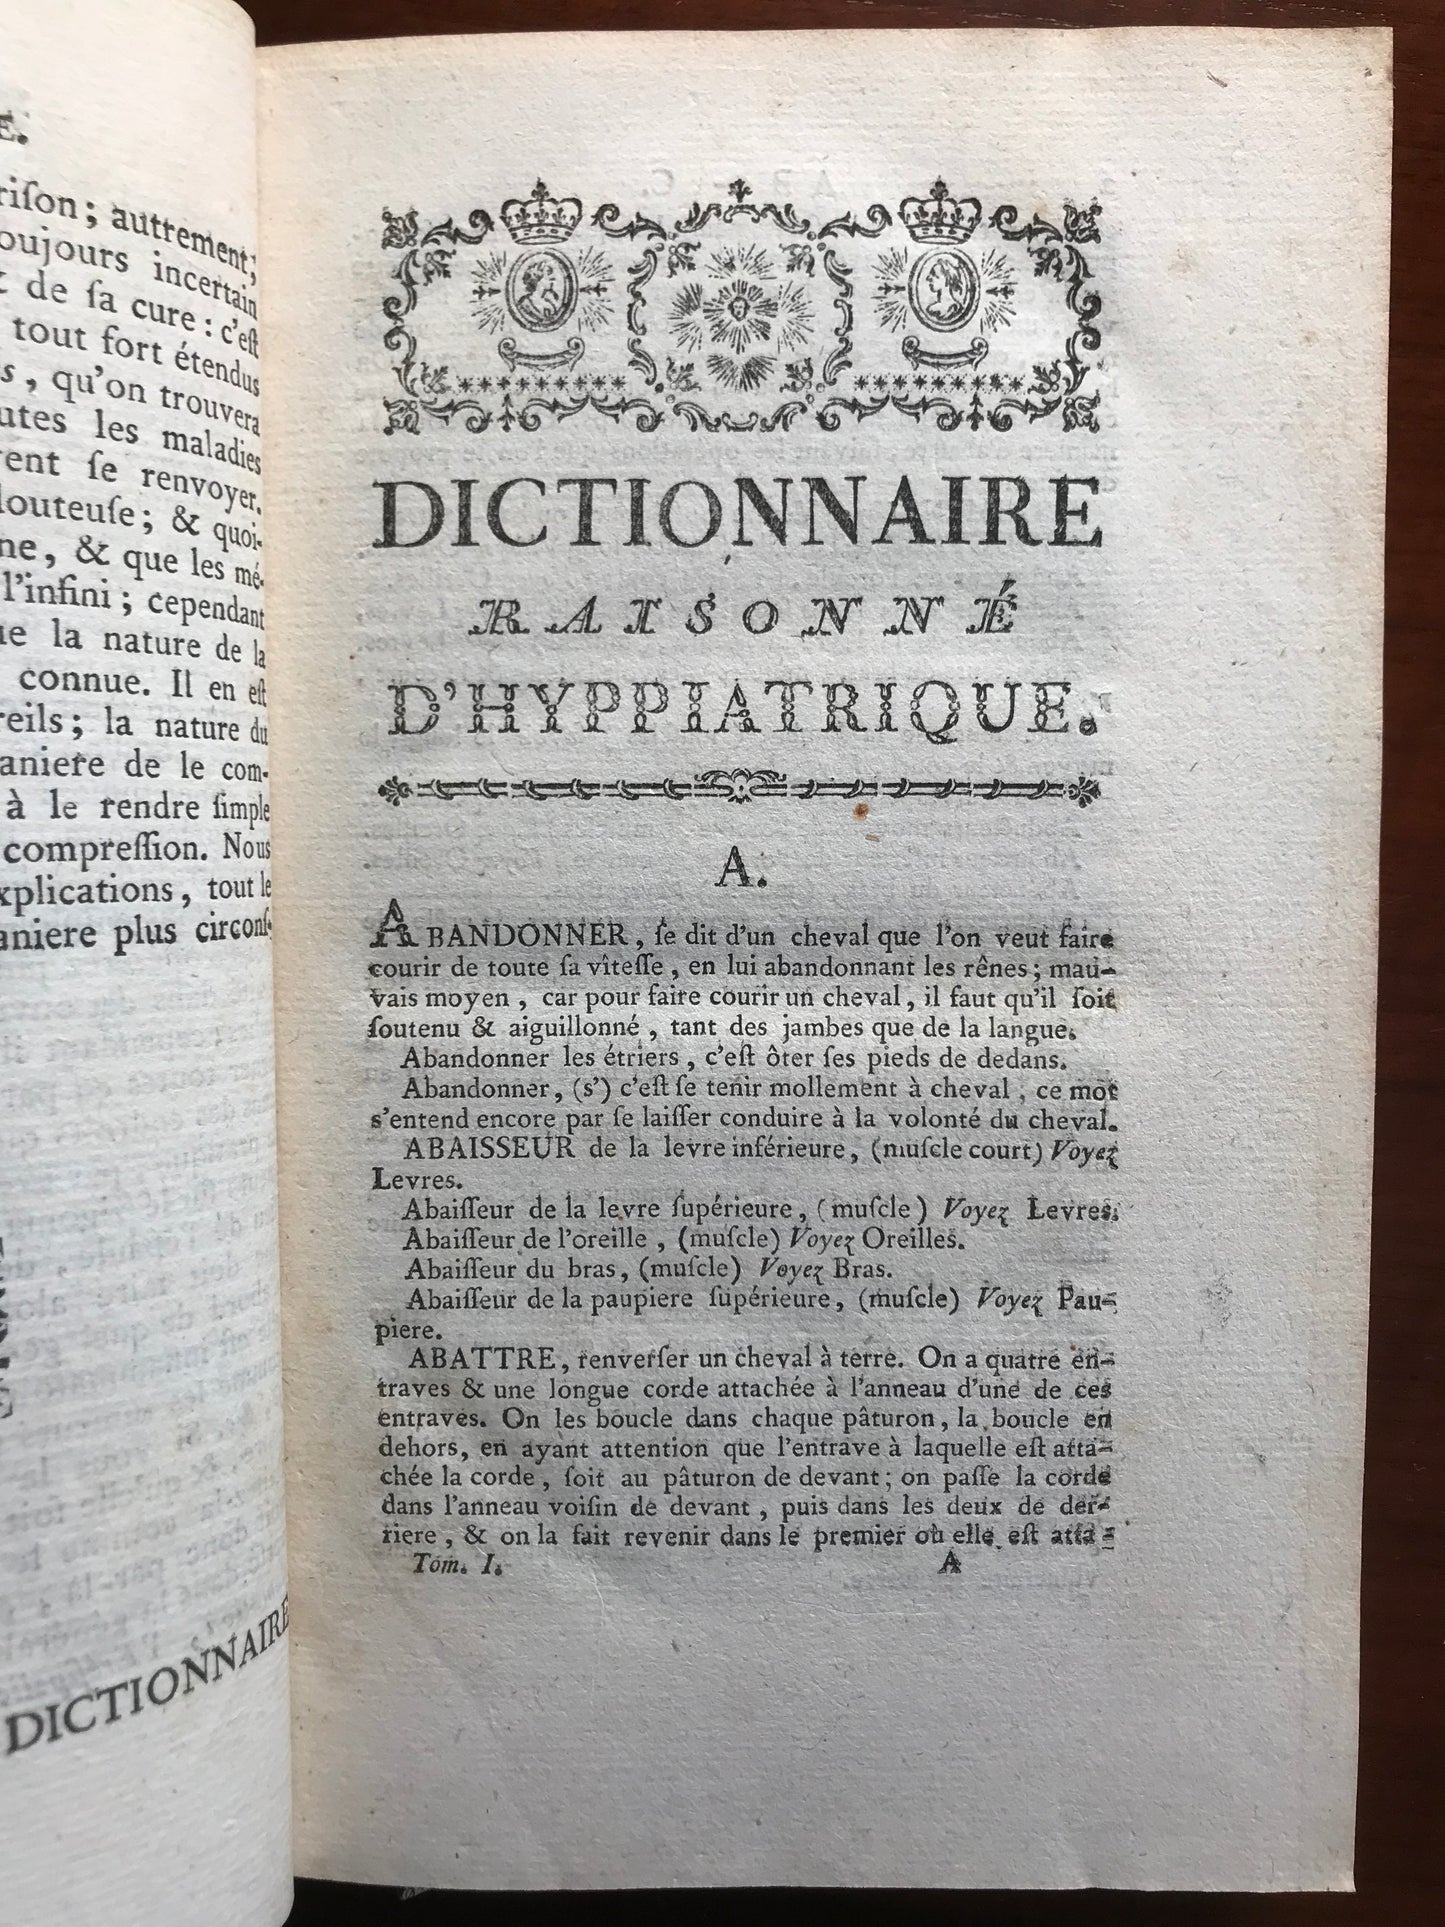 E.
riſon; autrement,
oujours incertain
de ſa cure: c'eſt
tout fort étendus
s, qu'on trouvera
utes les maladies
ent ſe renvoyer.
louteuſe; & quoi-
ne, & que les mé-
l'infini; cependant
ue la nature de la
connue. Il en eſt
reils; la nature du
aniere de le com-
à le rendre ſimple
compreſſion. Nous
xplications, tout le
aniere plus circonſ-
DICTIONNAIRE
DICTIONNAIRE
RAISONNÉ
D'HYPPIATRIQUE.
A.
ABANDONNER, ſe dit d'un cheval que l'on veut faire
courir de toute ſa vîteſſe, en lui abandonnant les rênes; mau-
vais moyen, car pour faire courir un cheval, il faut qu'il ſoit
ſoutenu & aiguillonné, tant des jambes que de la langue.
Abandonner les étriers, c'eſt ôter ſes pieds de dedans.
Abandonner, (s') c'eſt ſe tenir mollement à cheval, ce mot
s'entend encore par ſe laiſſer conduire à la volonté du cheval.
ABAISSEUR de la levre inférieure, (muſcle court) Voyez
Levres.
Abaiſſeur de la levre ſupérieure, (muſcle) Voyez Levres.
Abaiſſeur de l'oreille, (muſcle) Voyez Oreilles.
Abaiſſeur du bras, (muſcle) Voyez Bras.
Abaiſſeur de la paupiere ſupérieure, (muſcle) Voyez Pau-
piere.
ABATTRE, renverſer un cheval à terre. On a quatre en-
traves & une longue corde attachée à l'anneau d'une de ces
entraves. On les boucle dans chaque pâturon, la boucle en
dehors, en ayant attention que l'entrave à laquelle eſt atta-
chée la corde, ſoit au pâturon de devant; on paſſe la corde
dans l'anneau voiſin de devant, puis dans les deux de der-
riere, & on la fait revenir dans le premier où elle eſt atta-
Tom. I. A